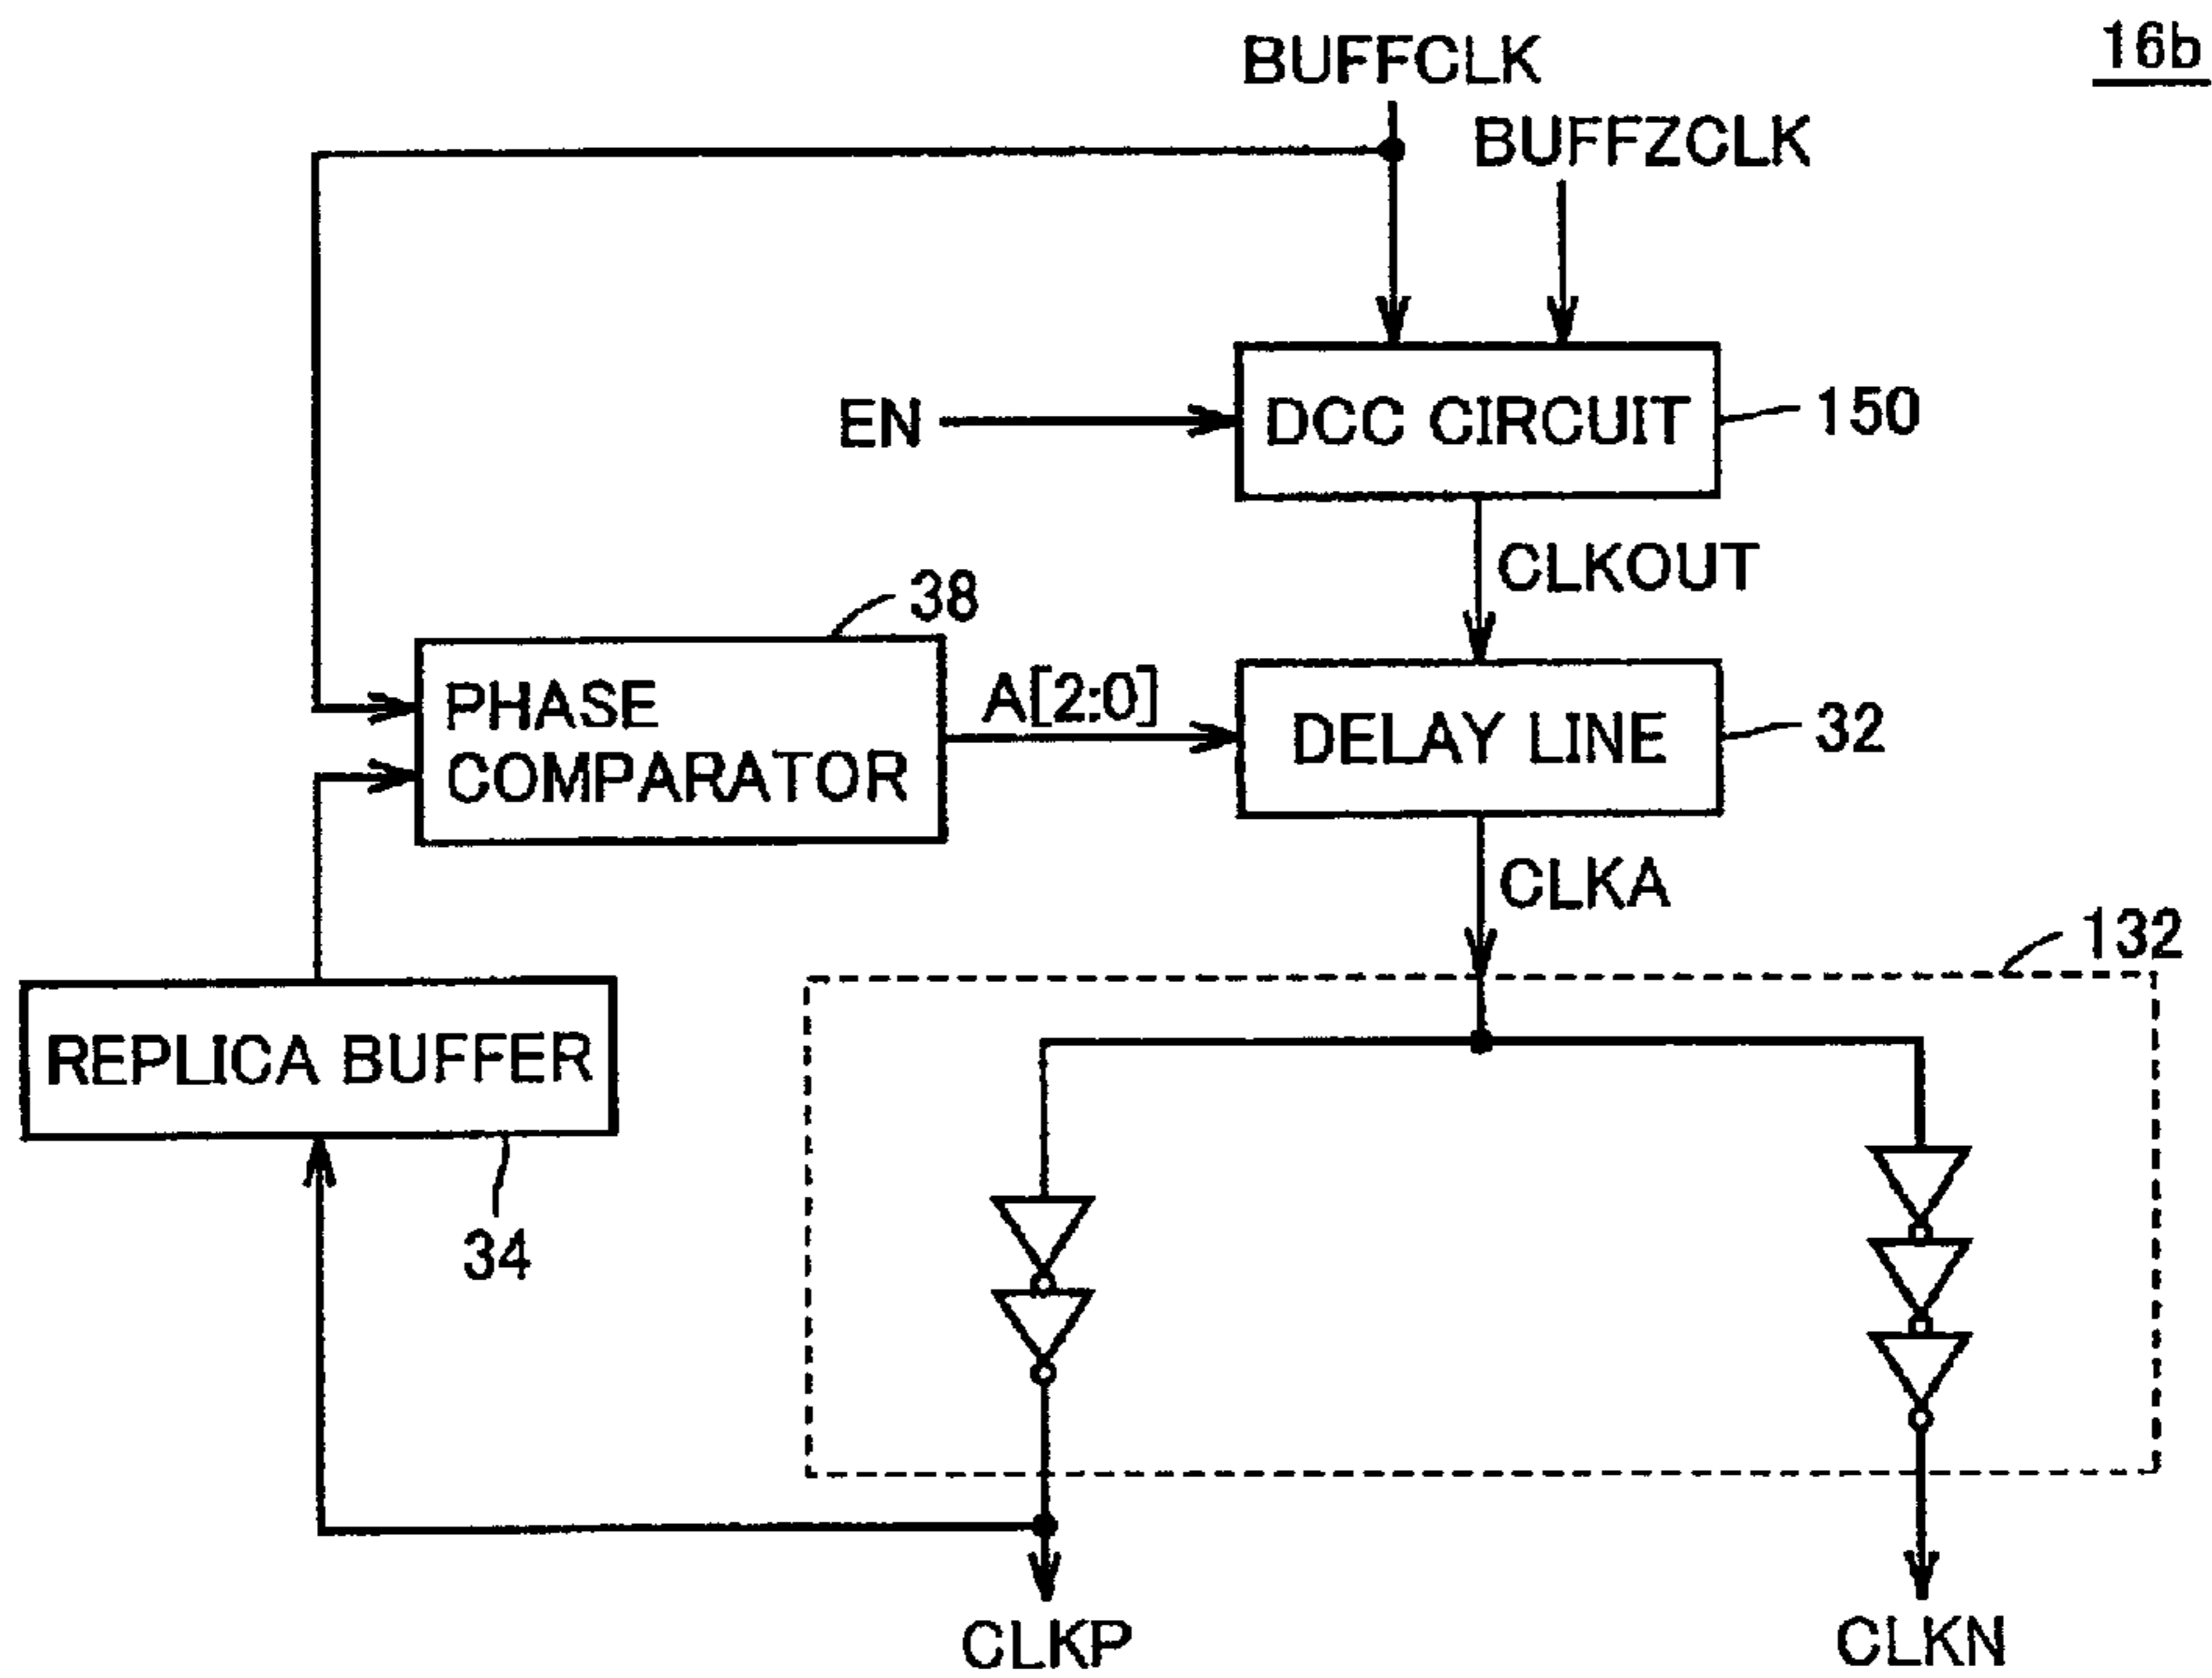 16b
BUFFCLK
BUFFZCLK
EN
DCC CIRCUIT
150
CLKOUT
38
PHASE
COMPARATOR
A[2:0]
DELAY LINE
32
CLKA
132
REPLICA BUFFER
34
CLKP
CLKN